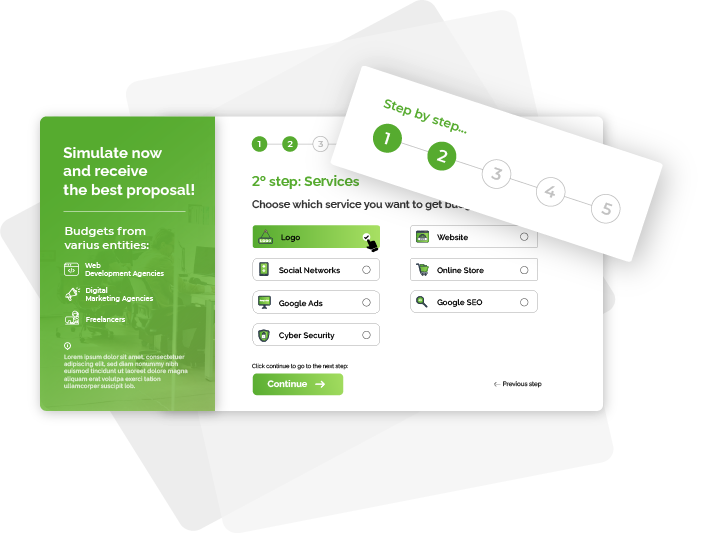 Simulate now
and receive
the best proposal!
Budgets from
varius entities:
Web
Development Agencies
Digital
Marketing Agencies
Freelancers
Lorem ipsum dolor sit amet, consectetuer
adipiscing elit, sed diam nonummy nibh
euismod tincidunt ut laoreet dolore magna
aliquam erat volutpa exerci tation
ullamcorper suscipit lob.
1 2 3
2º step: Services
Choose which service you want to get
Logo
Website
Social Networks
Online Store
Google Ads
Google SEO
Cyber Security
Click continue to go to the next step:
Continue
Previous step
Step by step...
1 2 3 4 5